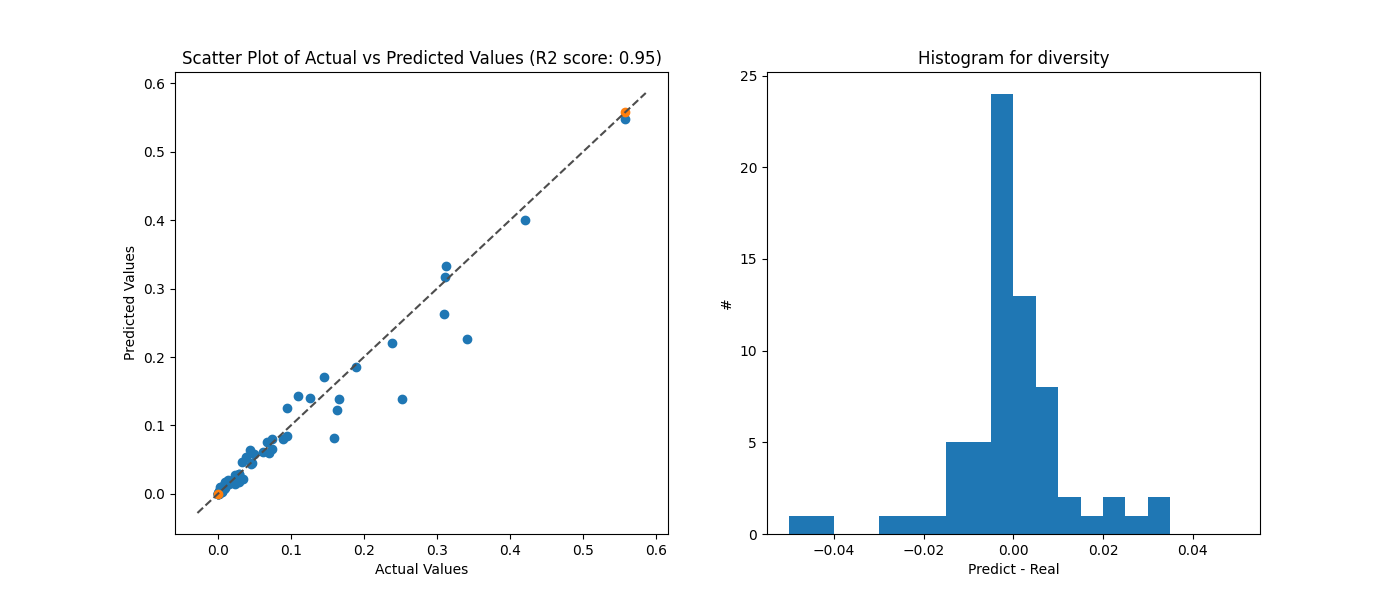 Scatter Plot of Actual vs Predicted Values (R2 score: 0.95)
Predicted Values
0.6
0.5
0.4
0.3
0.2
0.1
0.0
0.0 0.1 0.2 0.3 0.4 0.5 0.6
Actual Values
Histogram for diversity
#
25
20
15
10
5
0
−0.04 −0.02 0.00 0.02 0.04
Predict - Real